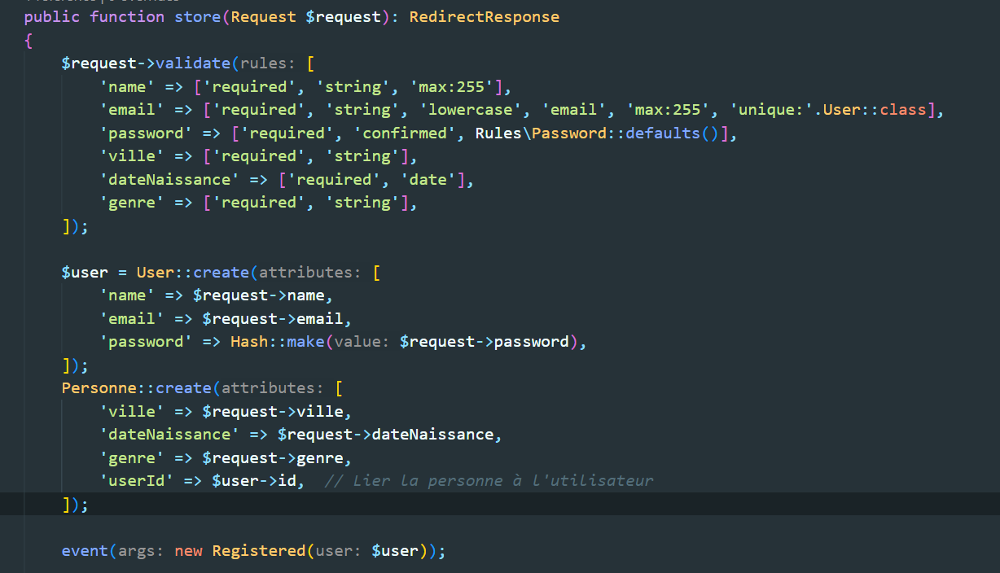 public function store(Request $request): RedirectResponse
{
    $request->validate(rules: [
        'name' => ['required', 'string', 'max:255'],
        'email' => ['required', 'string', 'lowercase', 'email', 'max:255', 'unique:'.User::class],
        'password' => ['required', 'confirmed', Rules\Password::defaults()],
        'ville' => ['required', 'string'],
        'dateNaissance' => ['required', 'date'],
        'genre' => ['required', 'string'],
    ]);

    $user = User::create(attributes: [
        'name' => $request->name,
        'email' => $request->email,
        'password' => Hash::make(value: $request->password),
    ]);
    Personne::create(attributes: [
        'ville' => $request->ville,
        'dateNaissance' => $request->dateNaissance,
        'genre' => $request->genre,
        'userId' => $user->id,  // Lier la personne à l'utilisateur
    ]);

    event(args: new Registered(user: $user));